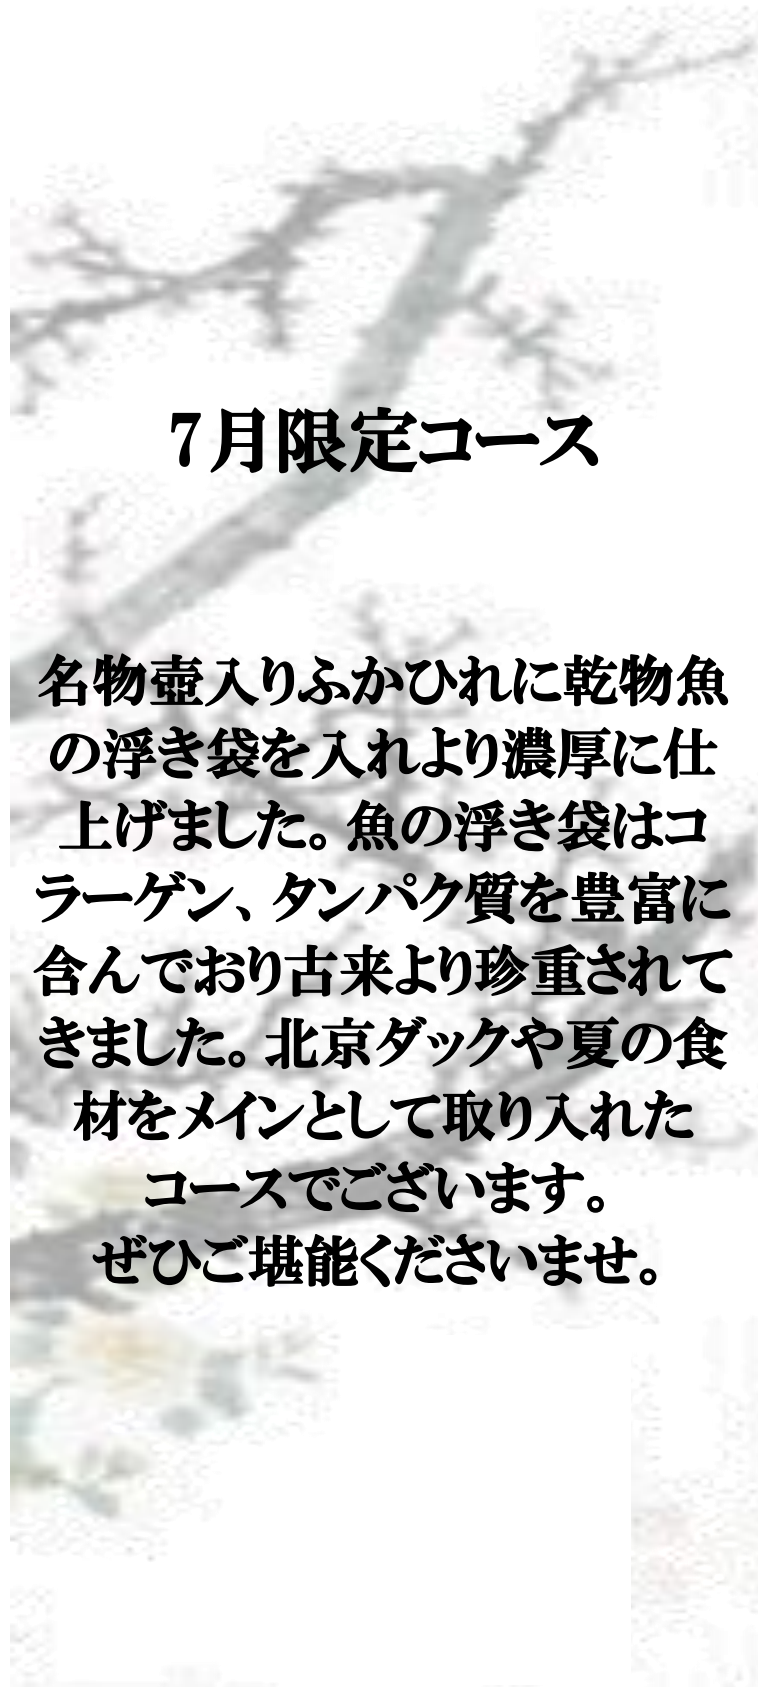 7月限定コース
名物壺入りふかひれに乾物魚
の浮き袋を入れより濃厚に仕
上げました。魚の浮き袋はコ
ラーゲン、タンパク質を豊富に
含んでおり古来より珍重されて
きました。北京ダックや夏の食
材をメインとして取り入れた
コースでございます。
ぜひご堪能くださいませ。